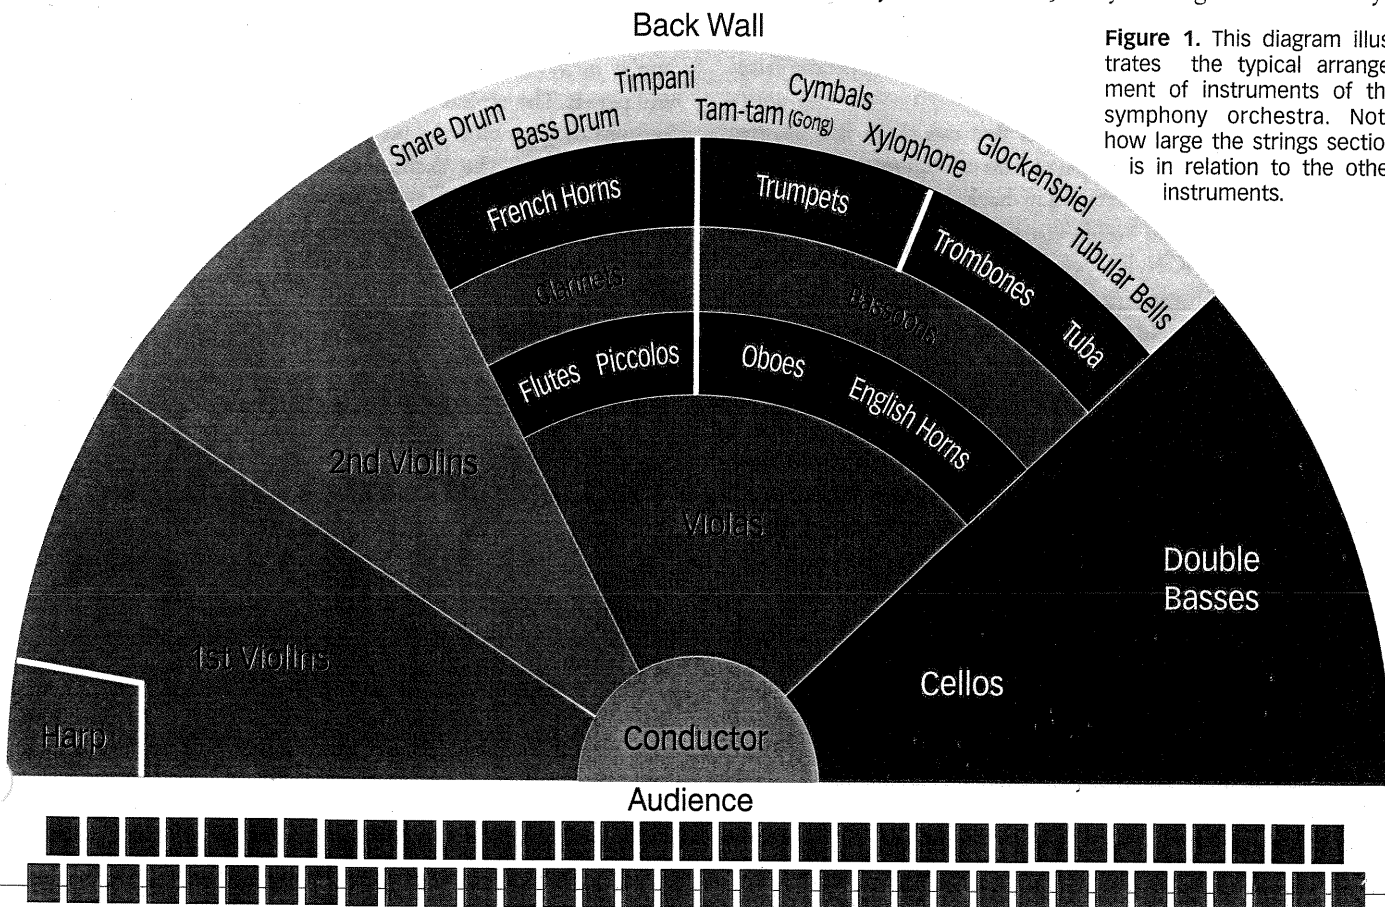 Back Wall
Figure 1. This diagram illus
trates the typical arrange
ment of instruments of th
symphony orchestra. Not
how large the strings sectio
is in relation to the othe
instruments.
Timpani
Cymbals
Snare Drum
Bass Drum
Tam-tam (Gong)
Xylophone
Glockenspiel
Tubular Bells
French Horns
Trumpets
Trombones
Tuba
Clarinets
Bassoons
Flutes Piccolos
Oboes
English Horns
2nd Violins
Violas
Double
Basses
1st Violins
Cellos
Harp
Conductor
Audience